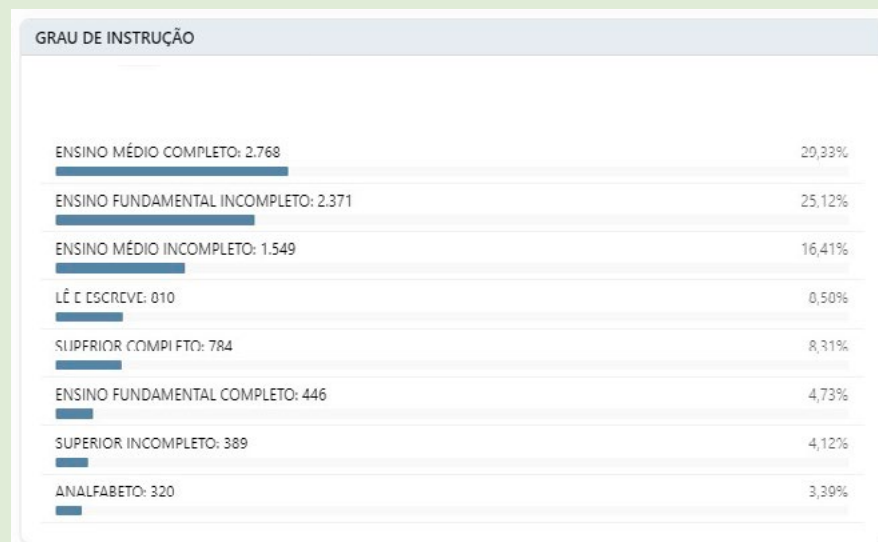 GRAU DE INSTRUÇÃO
ENSINO MÉDIO COMPLETO: 2.768 29,33%
ENSINO FUNDAMENTAL INCOMPLETO: 2.371 25,12%
ENSINO MÉDIO INCOMPLETO: 1.549 16,41%
LÊ E ESCREVE: 810 8,58%
SUPERIOR COMPLETO: 784 8,31%
ENSINO FUNDAMENTAL COMPLETO: 446 4,73%
SUPERIOR INCOMPLETO: 389 4,12%
ANALFABETO: 320 3,39%